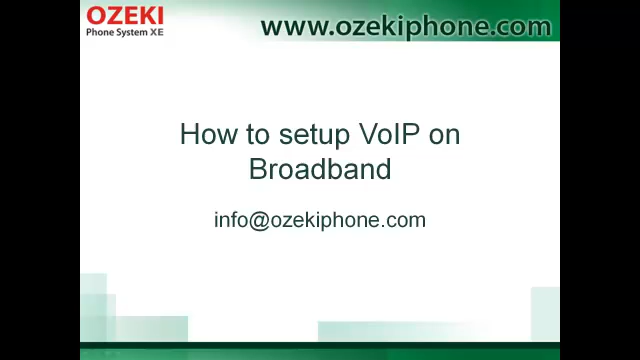 OZEKI
Phone System XE
www.ozekiphone.com
How to setup VoIP on
Broadband
info@ozekiphone.com